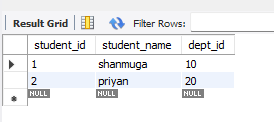 Result Grid Filter Rows:
student_id student_name dept_id
1 shanmuga 10
2 priyan 20
NULL NULL NULL